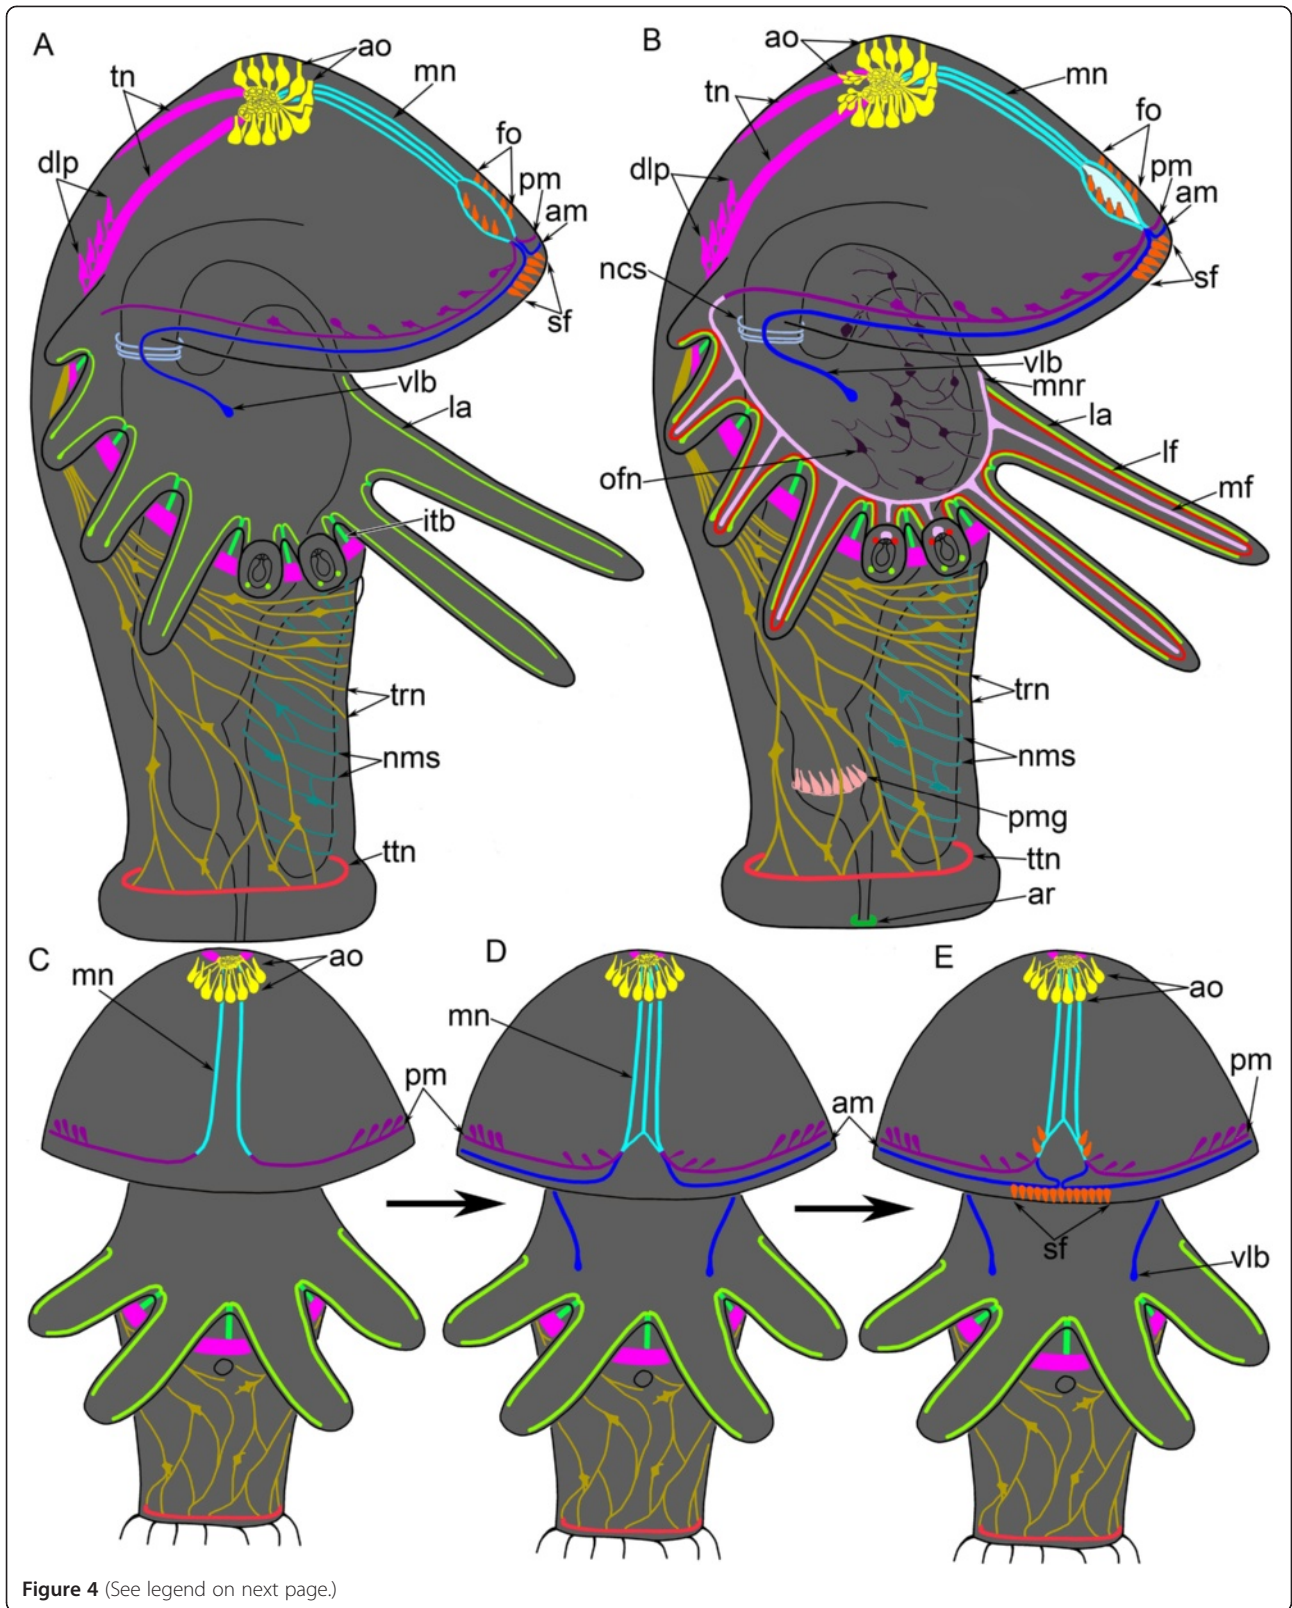 A
ao
tn
mn
fo
dlp
pm
am
sf
vlb
la
itb
trn
nms
ttn
B
ao
mn
tn
fo
pm
dlp
am
ncs
sf
vlb
mnr
la
lf
ofn
mf
trn
nms
pmg
ttn
ar
C
ao
mn
pm
D
mn
am
E
ao
pm
sf
vlb
Figure 4 (See legend on next page.)